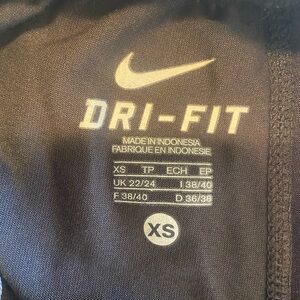 DRI-FIT
MADE IN INDONESIA
FABRIQUE EN INDONESIE
XS TP ECH EP
UK 22/24 I 38/40
F 38/40 D 36/38
XS